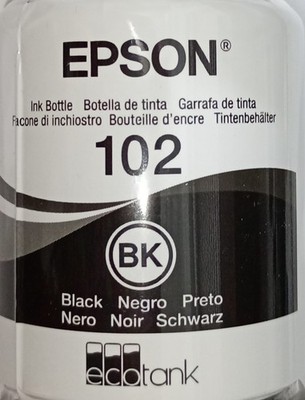 EPSON®
Ink Bottle Botella de tinta Garrafa de tinta
Facone di inchiostro Bouteille d'encre Tintenbehälter
102
BK
Black Negro Preto
Nero Noir Schwarz
ecotank